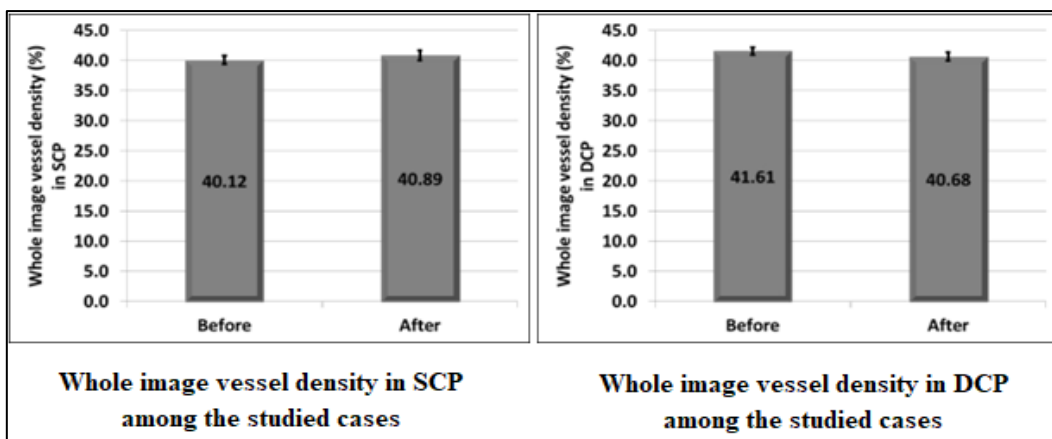 Whole image vessel density (%)
in SCP
45.0
40.0
35.0
30.0
25.0
20.0
15.0
10.0
5.0
0.0
40.12
40.89
Before
After
Whole image vessel density in SCP
among the studied cases
Whole image vessel density (%)
in DCP
45.0
40.0
35.0
30.0
25.0
20.0
15.0
10.0
5.0
0.0
41.61
40.68
Before
After
Whole image vessel density in DCP
among the studied cases